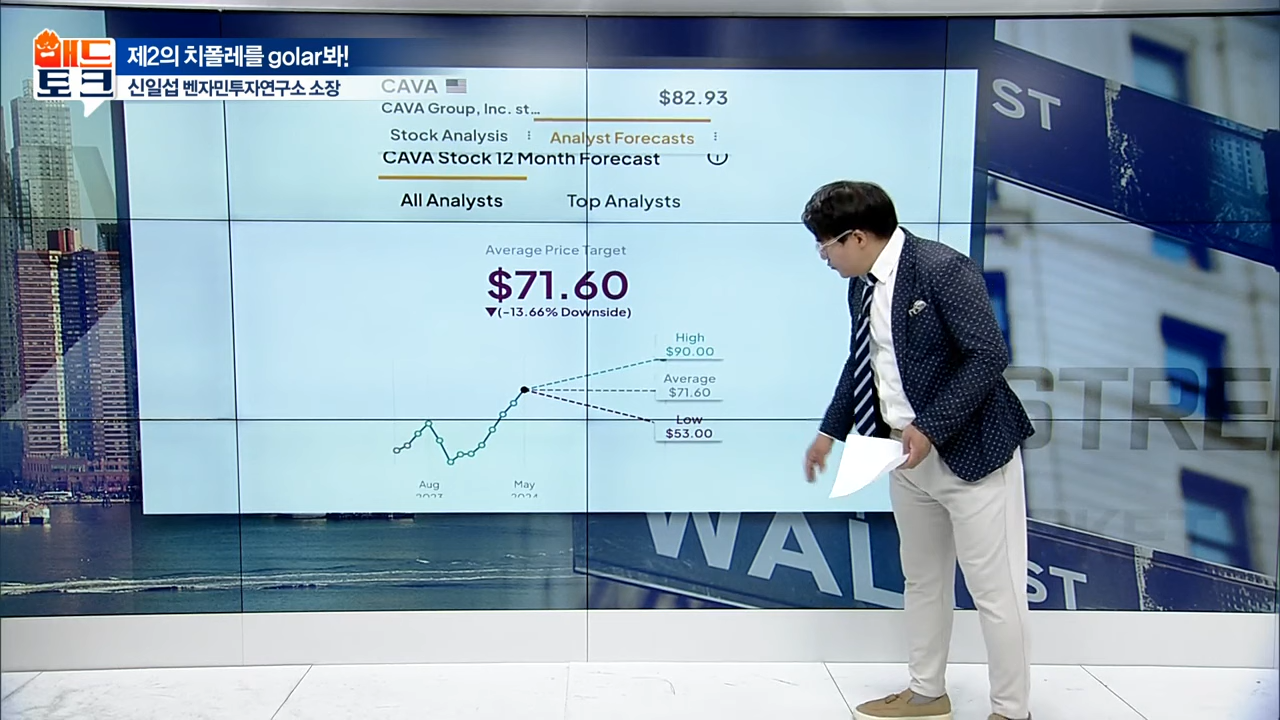 매드
토크
제2의 치폴레를 golar봐!
신일섭 벤자민투자연구소 소장
CAVA
CAVA Group, Inc. st...
$82.93
Stock Analysis
Analyst Forecasts
CAVA Stock 12 Month Forecast
All Analysts
Top Analysts
Average Price Target
$71.60
▼(-13.66% Downside)
High
$90.00
Average
$71.60
Low
$53.00
Aug
2023
May
2024
ST
STRE
WALL
ST